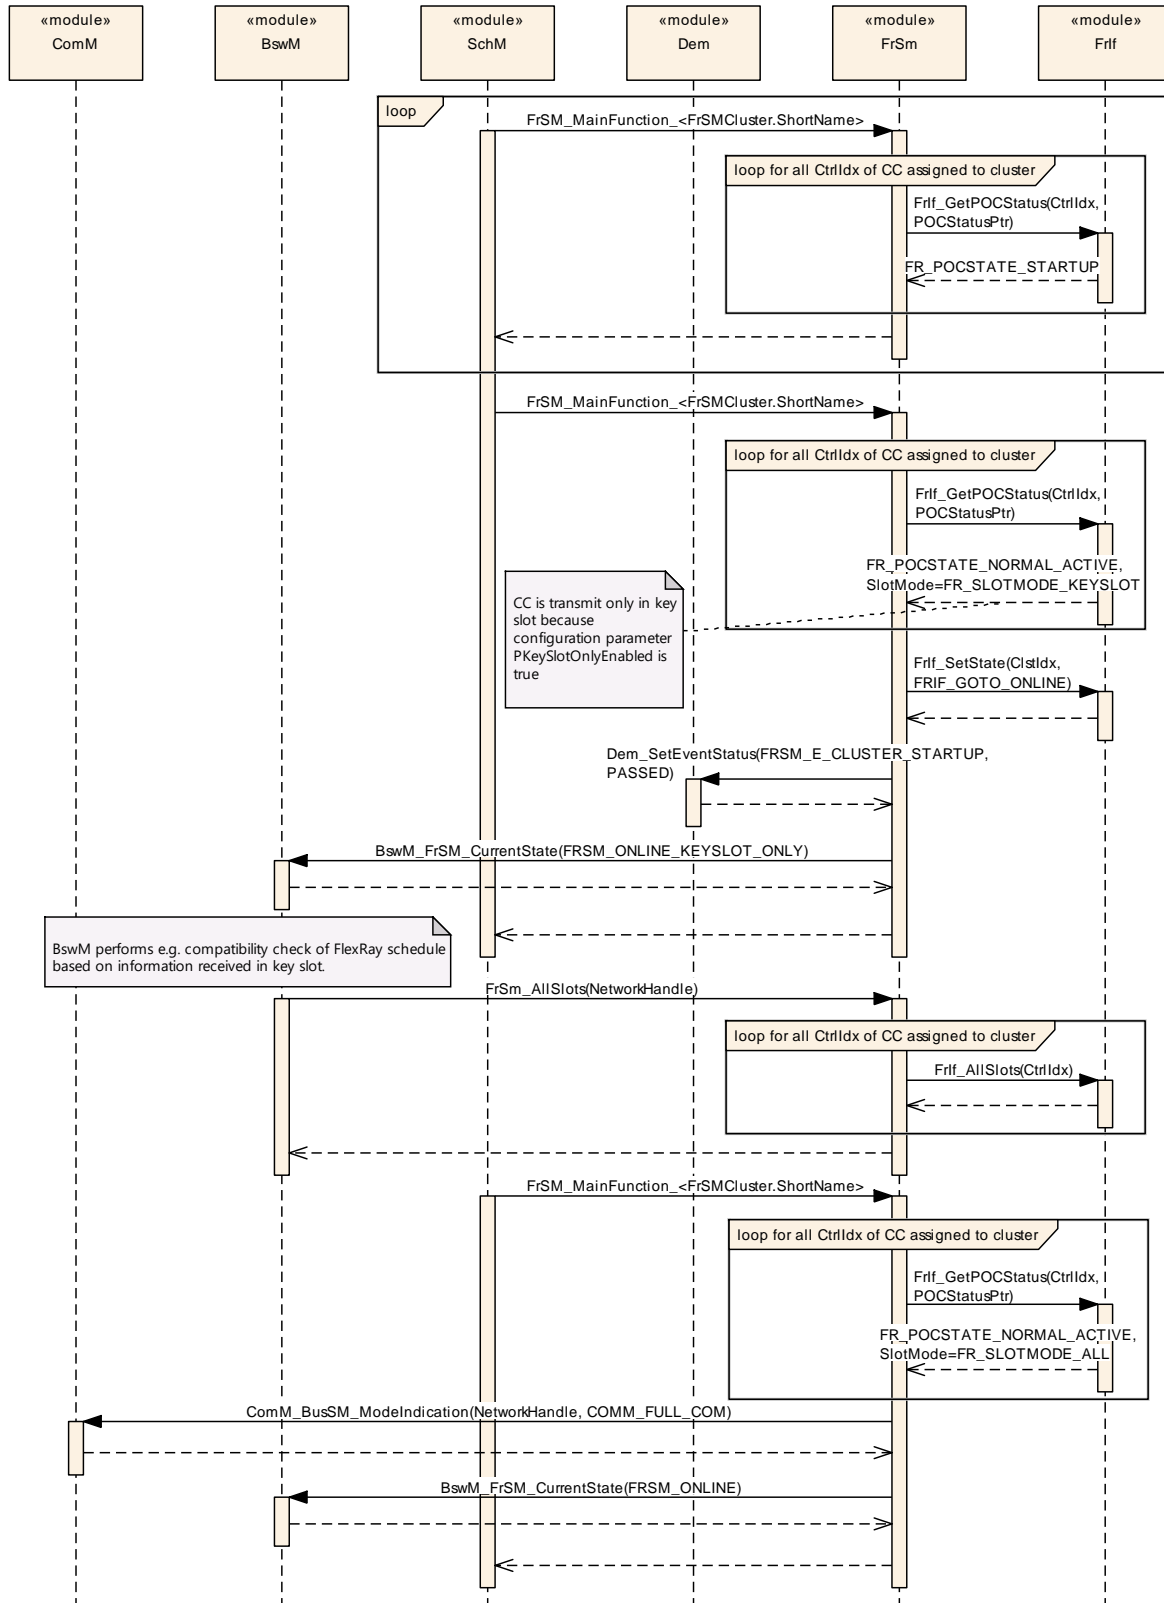 «module»
ComM
«module»
BswM
«module»
SchM
«module»
Dem
«module»
FrSm
«module»
FrIf
loop
FrSM_MainFunction_<FrSMCluster.ShortName>
loop for all CtrlIdx of CC assigned to cluster
FrIf_GetPOCStatus(CtrlIdx,
POCStatusPtr)
FR_POCSTATE_STARTUP
FrSM_MainFunction_<FrSMCluster.ShortName>
loop for all CtrlIdx of CC assigned to cluster
FrIf_GetPOCStatus(CtrlIdx,
POCStatusPtr)
FR_POCSTATE_NORMAL_ACTIVE,
SlotMode=FR_SLOTMODE_KEYSLOT
CC is transmit only in key
slot because
configuration parameter
PKeySlotOnlyEnabled is
true
FrIf_SetState(ClstIdx,
FRIF_GOTO_ONLINE)
Dem_SetEventStatus(FRSM_E_CLUSTER_STARTUP,
PASSED)
BswM_FrSM_CurrentState(FRSM_ONLINE_KEYSLOT_ONLY)
BswM performs e.g. compatibility check of FlexRay schedule
based on information received in key slot.
FrSm_AllSlots(NetworkHandle)
loop for all CtrlIdx of CC assigned to cluster
FrIf_AllSlots(CtrlIdx)
FrSM_MainFunction_<FrSMCluster.ShortName>
loop for all CtrlIdx of CC assigned to cluster
FrIf_GetPOCStatus(CtrlIdx,
POCStatusPtr)
FR_POCSTATE_NORMAL_ACTIVE,
SlotMode=FR_SLOTMODE_ALL
ComM_BusSM_ModeIndication(NetworkHandle, COMM_FULL_COM)
BswM_FrSM_CurrentState(FRSM_ONLINE)